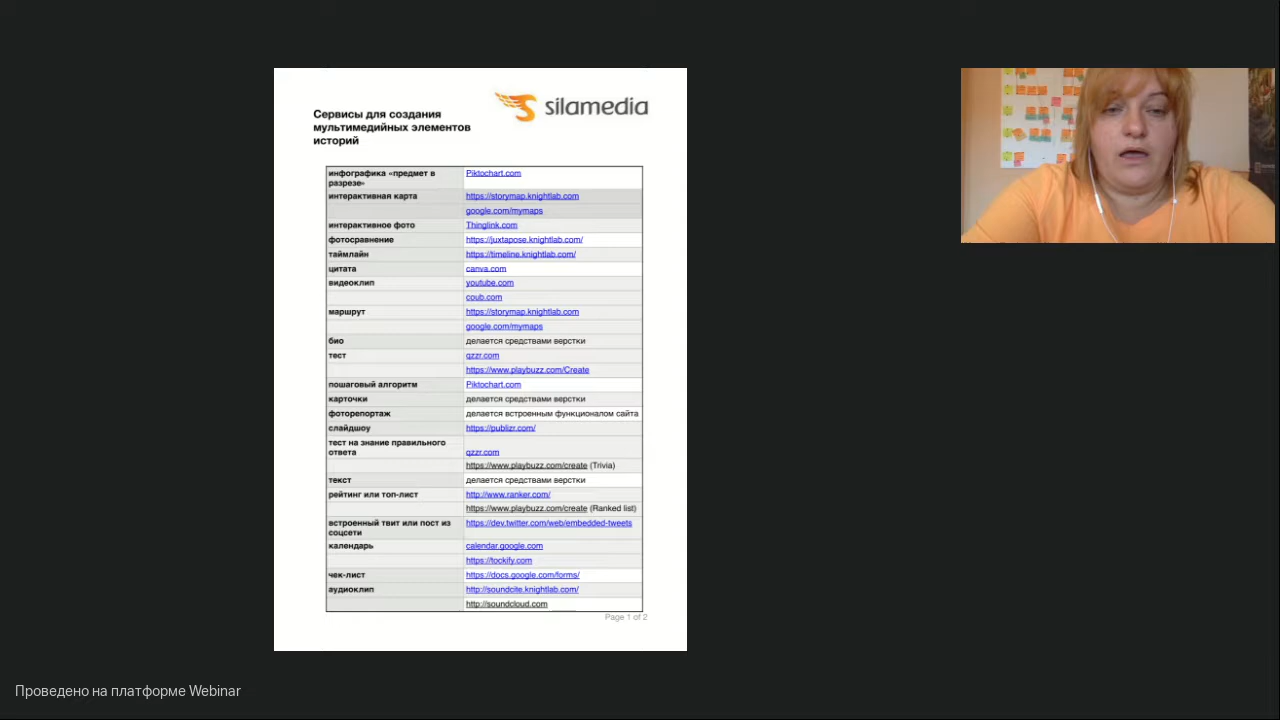 silamedia
Сервисы для создания
мультимедийных элементов
историй
инфографика «предмет в
разрезе»
Piktochart.com
интерактивная карта
https://storymap.knightlab.com
google.com/mymaps
интерактивное фото
Thinglink.com
фотосравнение
https://juxtapose.knightlab.com/
таймлайн
https://timeline.knightlab.com/
цитата
canva.com
видеоклип
youtube.com
coub.com
маршрут
https://storymap.knightlab.com
google.com/mymaps
био
делается средствами верстки
тест
qzzr.com
https://www.playbuzz.com/Create
пошаговый алгоритм
Piktochart.com
карточки
делается средствами верстки
фоторепортаж
делается встроенным функционалом сайта
слайдшоу
https://publizr.com/
тест на знание правильного
ответа
qzzr.com
https://www.playbuzz.com/create (Trivia)
текст
делается средствами верстки
рейтинг или топ-лист
http://www.ranker.com/
https://www.playbuzz.com/create (Ranked list)
встроенный твит или пост из
соцсети
https://dev.twitter.com/web/embedded-tweets
календарь
calendar.google.com
https://tockify.com
чек-лист
https://docs.google.com/forms/
аудиоклип
http://soundcite.knightlab.com/
http://soundcloud.com
Page 1 of 2
Проведено на платформе Webinar